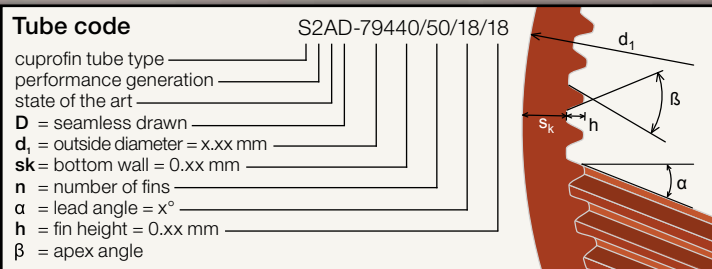 Tube code S2AD-79440/50/18/18
cuprofin tube type
performance generation
state of the art
D = seamless drawn
d₁ = outside diameter = x.xx mm
sk = bottom wall = 0.xx mm
n = number of fins
α = lead angle = x°
h = fin height = 0.xx mm
β = apex angle
d₁
ß
sₖ h
α